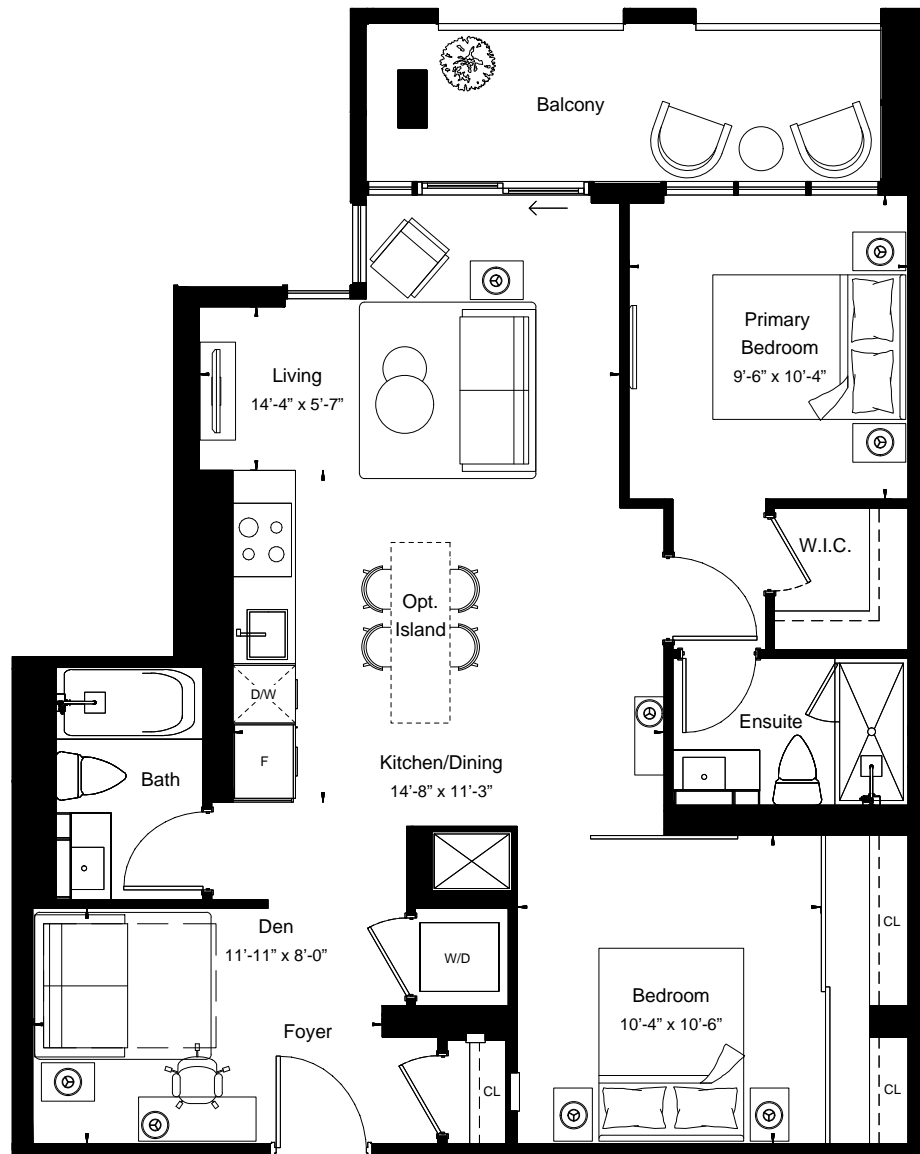 Balcony
Primary
Bedroom
9’-6” x 10’-4”
Living
14’-4” x 5’-7”
W.I.C.
Opt.
Island
D/W
Ensuite
F
Kitchen/Dining
14’-8” x 11’-3”
Bath
Den
11’-11” x 8’-0”
W/D
CL
Bedroom
10’-4” x 10’-6”
Foyer
CL
CL